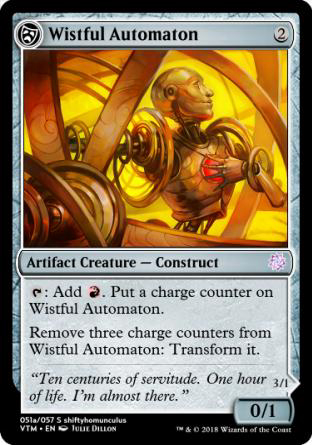 Wistful Automaton 2
Artifact Creature — Construct
: Add . Put a charge counter on
Wistful Automaton.
Remove three charge counters from
Wistful Automaton: Transform it.
“Ten centuries of servitude. One hour
of life. I’m almost there.”
3/1
0/1
051a/057 S shiftyhomunculus
VTM • EN Julie Dillon
™ & © 2018 Wizards of the Coast